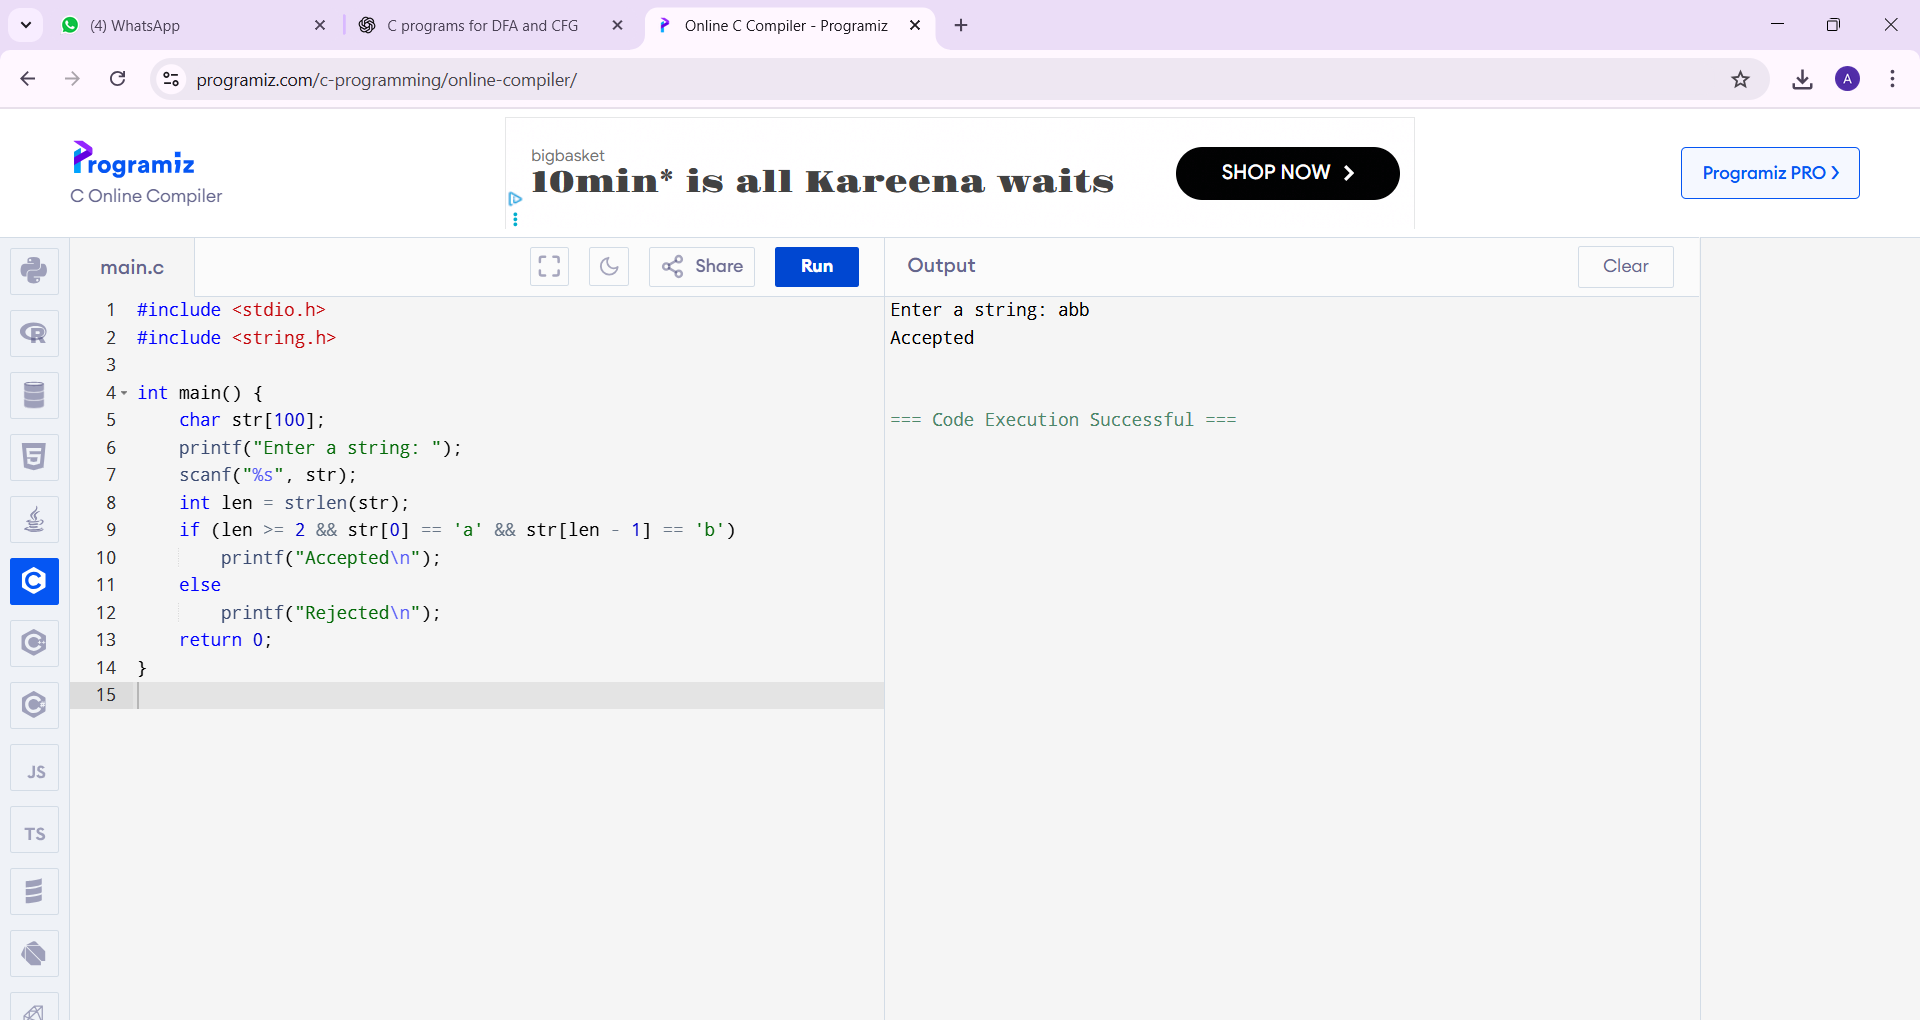 (4) WhatsApp
C programs for DFA and CFG
Online C Compiler - Programiz
programiz.com/c-programming/online-compiler/
A
Programiz
C Online Compiler
bigbasket
10min* is all Kareena waits
SHOP NOW
Programiz PRO
main.c
Share
Run
Output
Clear
1 #include <stdio.h>
2 #include <string.h>
3
4 int main() {
5     char str[100];
6     printf("Enter a string: ");
7     scanf("%s", str);
8     int len = strlen(str);
9     if (len >= 2 && str[0] == 'a' && str[len - 1] == 'b')
10         printf("Accepted\n");
11     else
12         printf("Rejected\n");
13     return 0;
14 }
15
Enter a string: abb
Accepted
=== Code Execution Successful ===
R
5
C
C
C
JS
TS